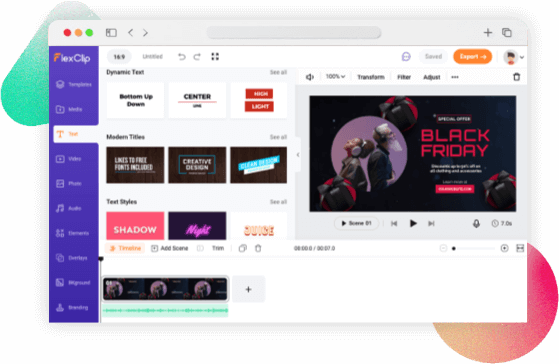 FlexClip
16:9
Untitled
Saved
Export →
Templates
Media
Text
Video
Photo
Audio
Elements
Overlays
BKground
Branding
Dynamic Text
See all
Bottom Up
Down
CENTER
LINE
HIGH
LIGHT
Modern Titles
See all
LIKES TO FREE
FONTS INCLUDED
CREATIVE
DESIGN
CLEAN DESIGN
Text Styles
See all
SHADOW
Night
JUICE
100%
Transform
Filter
Adjust
SPECIAL OFFER
BLACK
FRIDAY
Discounts up to 50% off on
all clothing and accessories
Scene 01
7.0s
Timeline
Add Scene
Trim
00:00.0 / 00:07.0
01